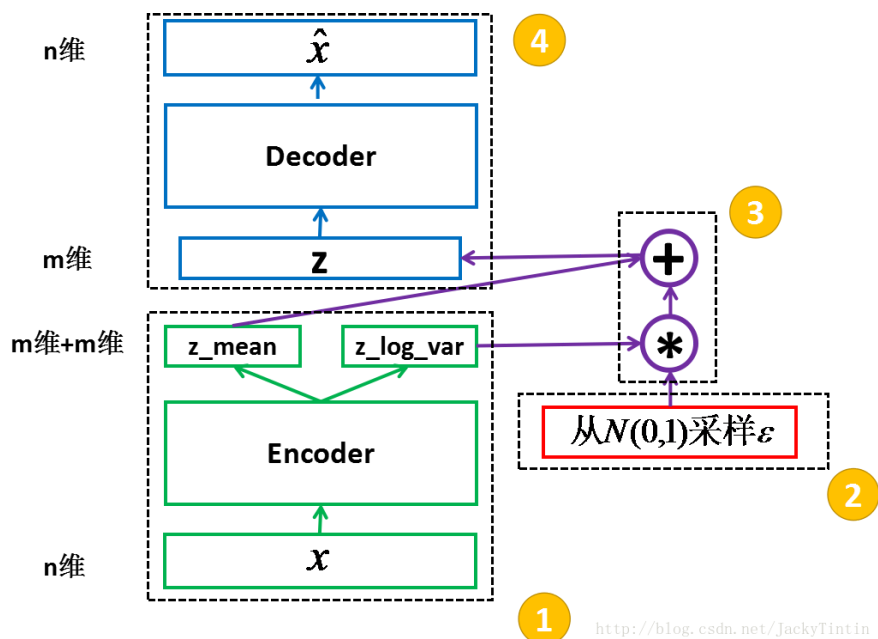 n维
x̂
4
Decoder
3
m维
z
+
m维+m维
z_mean
z_log_var
*
从N(0,1)采样ε
Encoder
2
x
n维
1
http://blog.csdn.net/JackyTintin